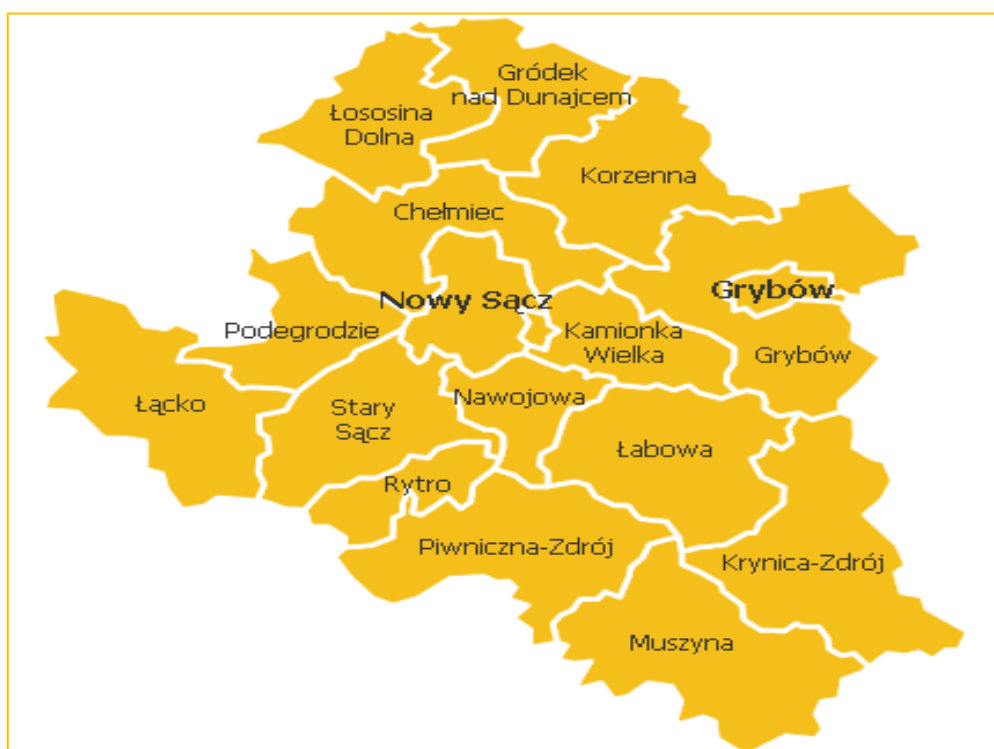 Gródek
nad Dunajcem
Łososina
Dolna
Korzenna
Chełmiec
Nowy Sącz
Grybów
Podegrodzie
Kamionka
Wielka
Grybów
Łącko
Stary
Sącz
Nawojowa
Łabowa
Rytro
Piwniczna-Zdrój
Krynica-Zdrój
Muszyna